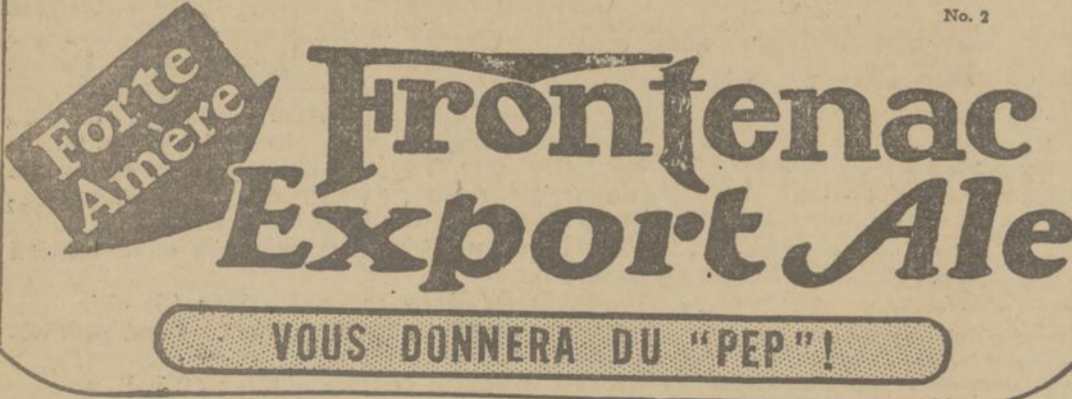 No. 2
Forte
Amère
Frontenac
Export Ale
VOUS DONNERA DU "PEP"!